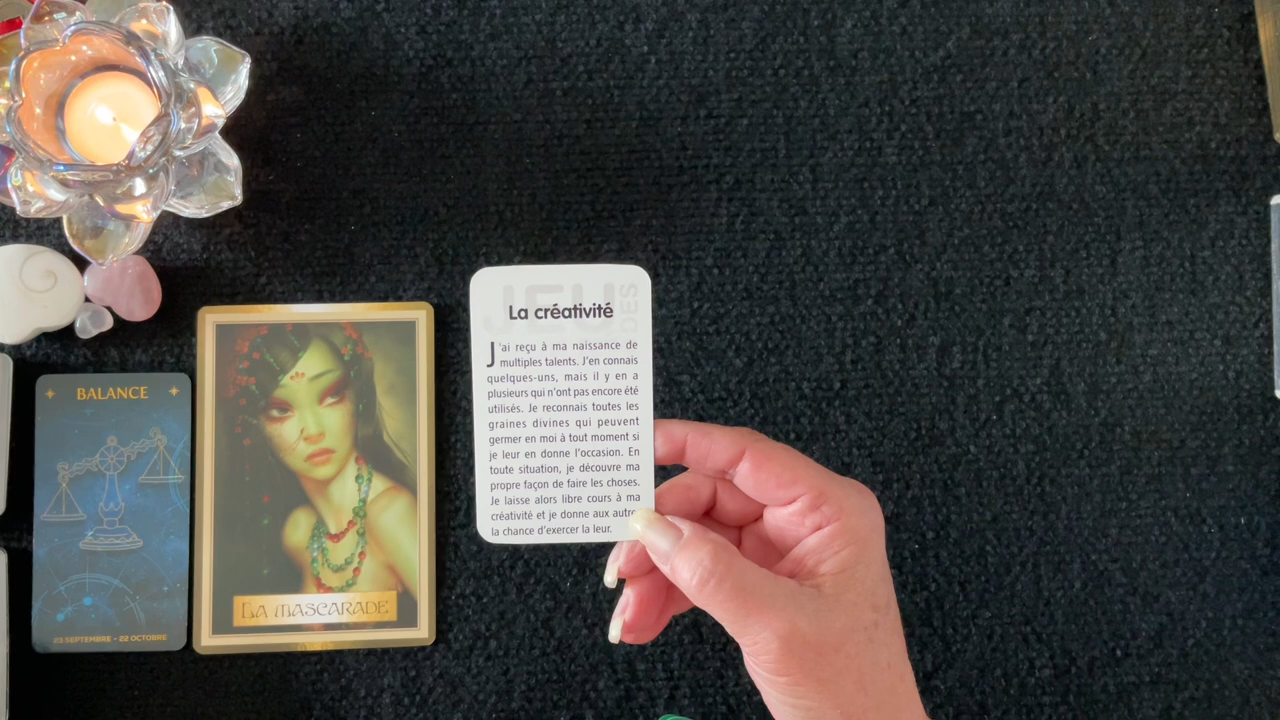 BALANCE
23 SEPTEMBRE - 22 OCTOBRE
LA MASCARADE
JEU
DES
La créativité
J'ai reçu à ma naissance de
multiples talents. J'en connais
quelques-uns, mais il y en a
plusieurs qui n'ont pas encore été
utilisés. Je reconnais toutes les
graines divines qui peuvent
germer en moi à tout moment si
je leur en donne l'occasion. En
toute situation, je découvre ma
propre façon de faire les choses.
Je laisse alors libre cours à ma
créativité et je donne aux autres
la chance d'exercer la leur.